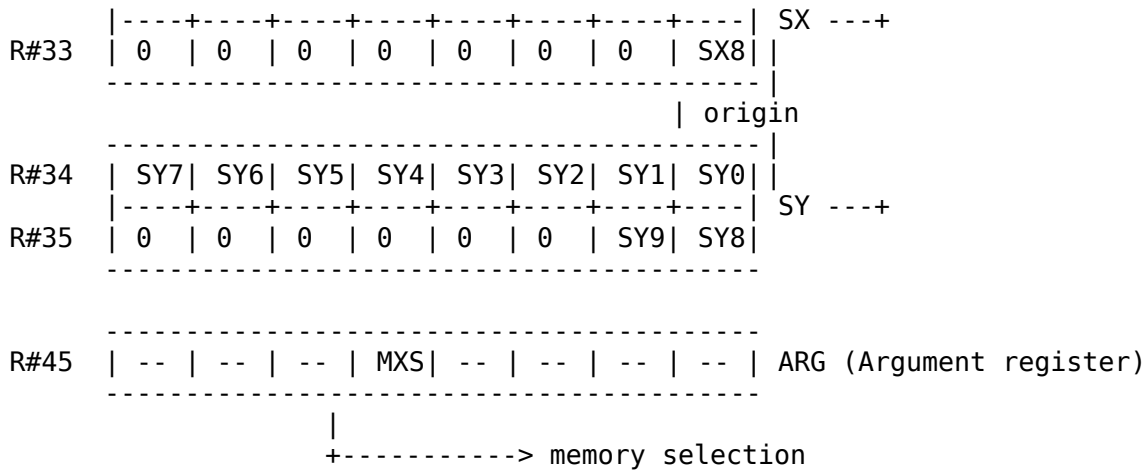 |----+----+----+----+----+----+----+----| SX ---+
R#33  | 0  | 0  | 0  | 0  | 0  | 0  | 0  | SX8| |
      ----------------------------------------- |
                                         | origin
      ----------------------------------------- |
R#34  | SY7| SY6| SY5| SY4| SY3| SY2| SY1| SY0| |
      |----+----+----+----+----+----+----+----| SY ---+
R#35  | 0  | 0  | 0  | 0  | 0  | 0  | SY9| SY8|
      -----------------------------------------

      -----------------------------------------
R#45  | -- | -- | -- | MXS| -- | -- | -- | -- | ARG (Argument register)
      -----------------------------------------
                    |
                    +-----------> memory selection